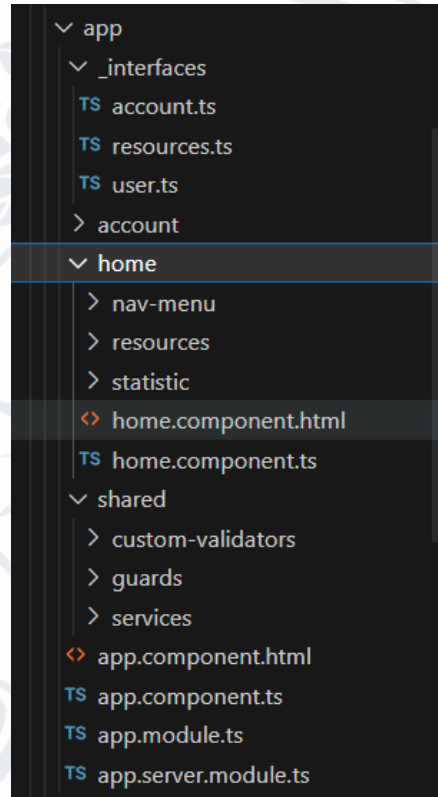 app
_interfaces
TS account.ts
TS resources.ts
TS user.ts
account
home
nav-menu
resources
statistic
<> home.component.html
TS home.component.ts
shared
custom-validators
guards
services
<> app.component.html
TS app.component.ts
TS app.module.ts
TS app.server.module.ts